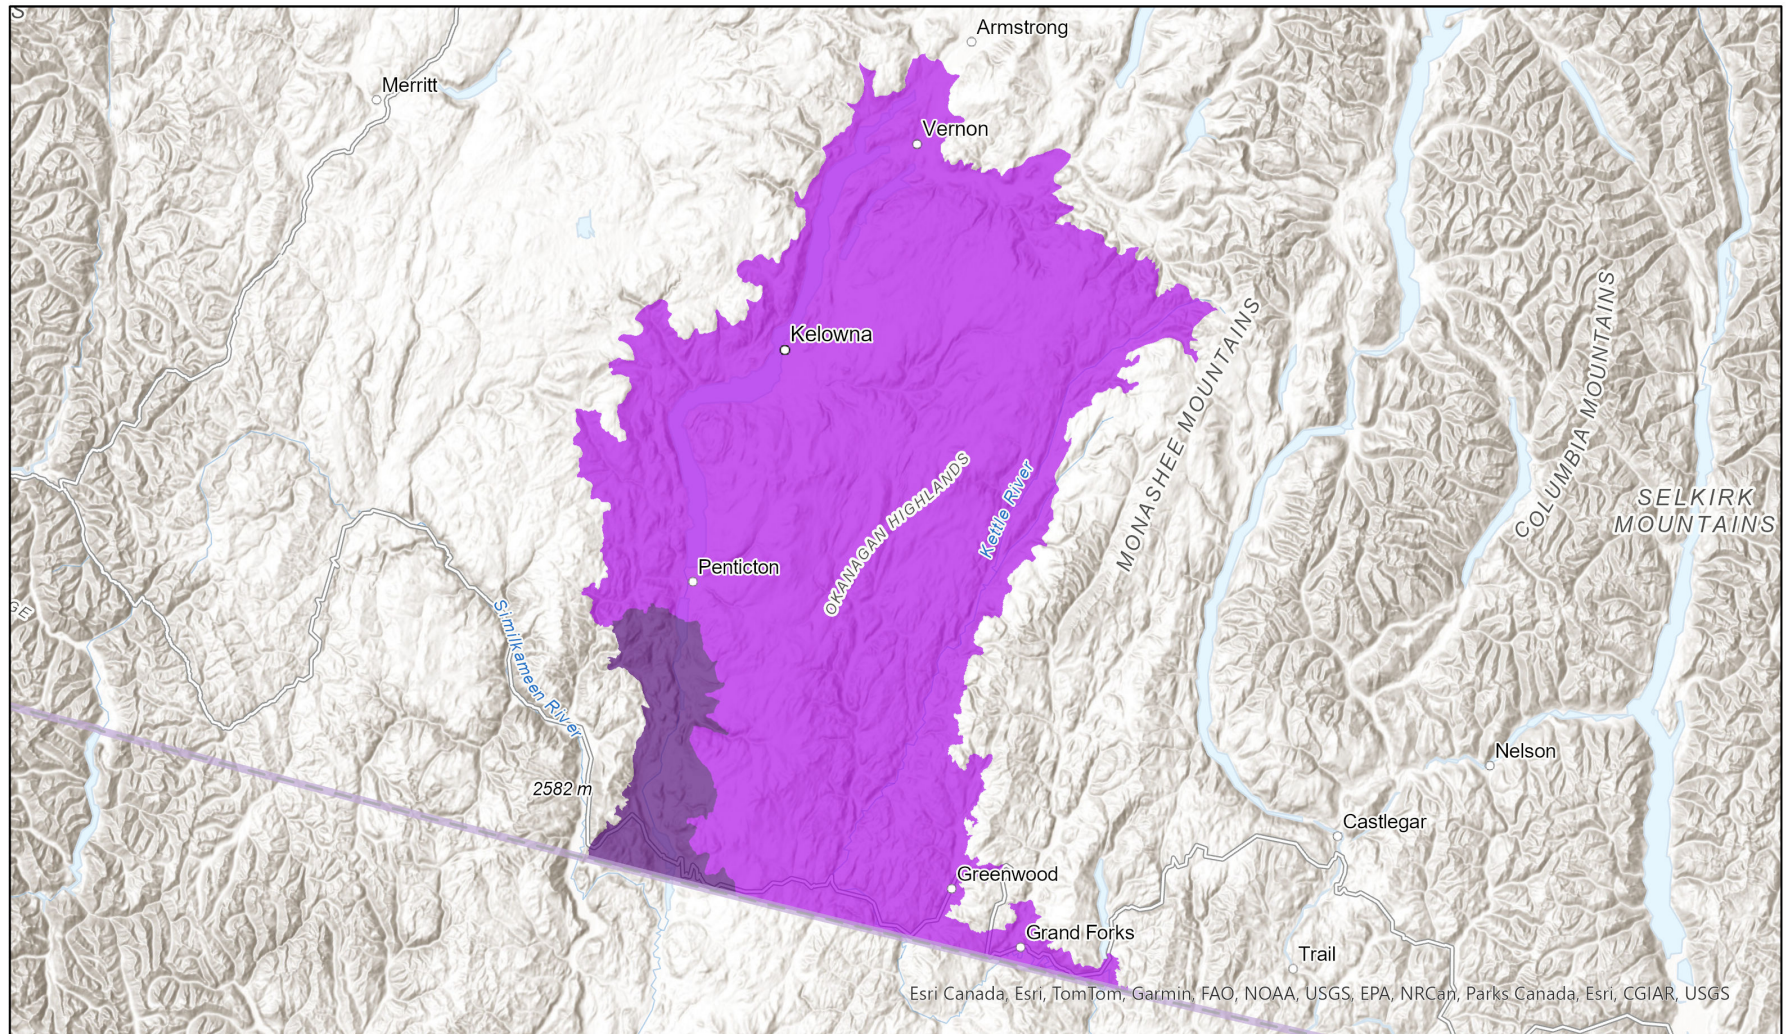 S
Armstrong
Merritt
Vernon
Kelowna
MONASHEE MOUNTAINS
COLUMBIA MOUNTAINS
SELKIRK
MOUNTAINS
OKANAGAN HIGHLANDS
Kettle River
Penticton
GE
Similkameen River
2582 m
Nelson
Castlegar
Greenwood
Grand Forks
Trail
Esri Canada, Esri, TomTom, Garmin, FAO, NOAA, USGS, EPA, NRCan, Parks Canada, Esri, CGIAR, USGS